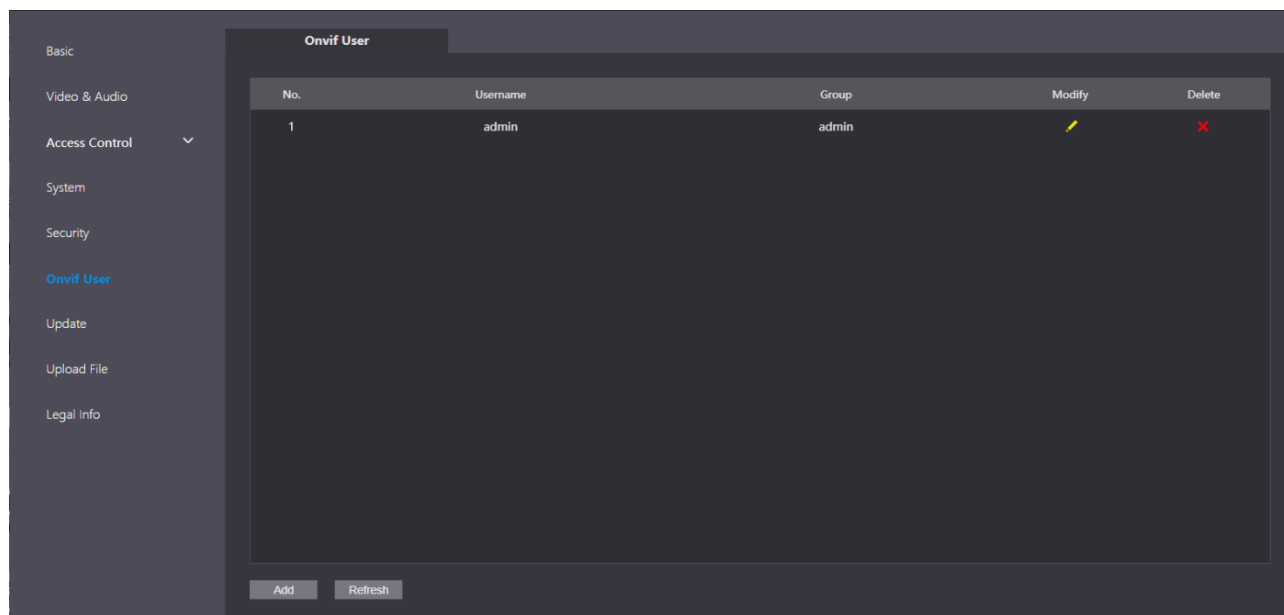 Basic
Video & Audio
Access Control
System
Security
Onvif User
Update
Upload File
Legal Info
Onvif User
No. Username Group Modify Delete
1 admin admin
Add Refresh